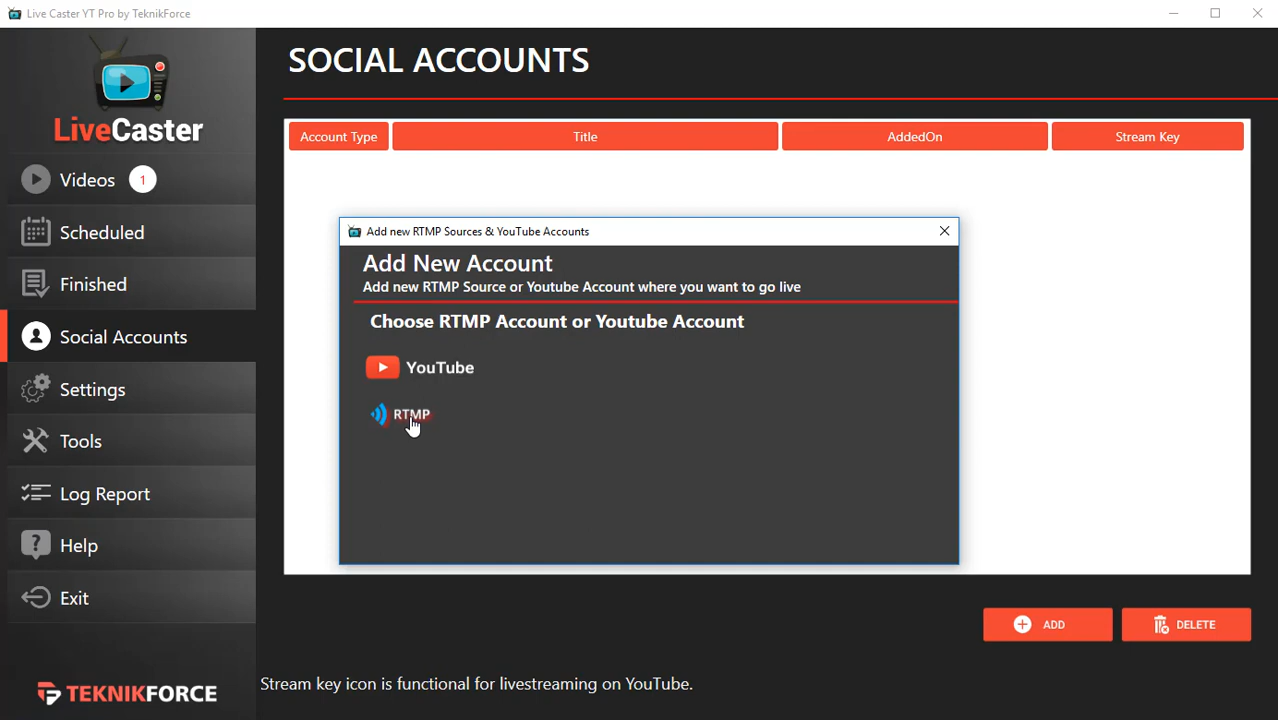 Live Caster YT Pro by TeknikForce
LiveCaster
Videos 1
Scheduled
Finished
Social Accounts
Settings
Tools
Log Report
Help
Exit
TEKNIKFORCE
SOCIAL ACCOUNTS
Account Type Title AddedOn Stream Key
Add new RTMP Sources & YouTube Accounts
Add New Account
Add new RTMP Source or Youtube Account where you want to go live
Choose RTMP Account or Youtube Account
YouTube
RTMP
ADD DELETE
Stream key icon is functional for livestreaming on YouTube.